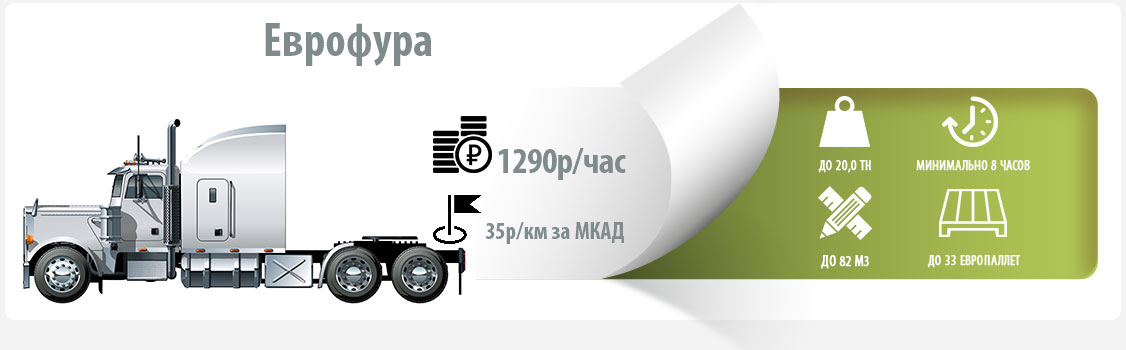 Еврофура
1290р/час
35р/км за МКАД
ДО 20,0 ТН
МИНИМАЛЬНО 8 ЧАСОВ
ДО 82 М3
ДО 33 ЕВРОПАЛЛЕТ